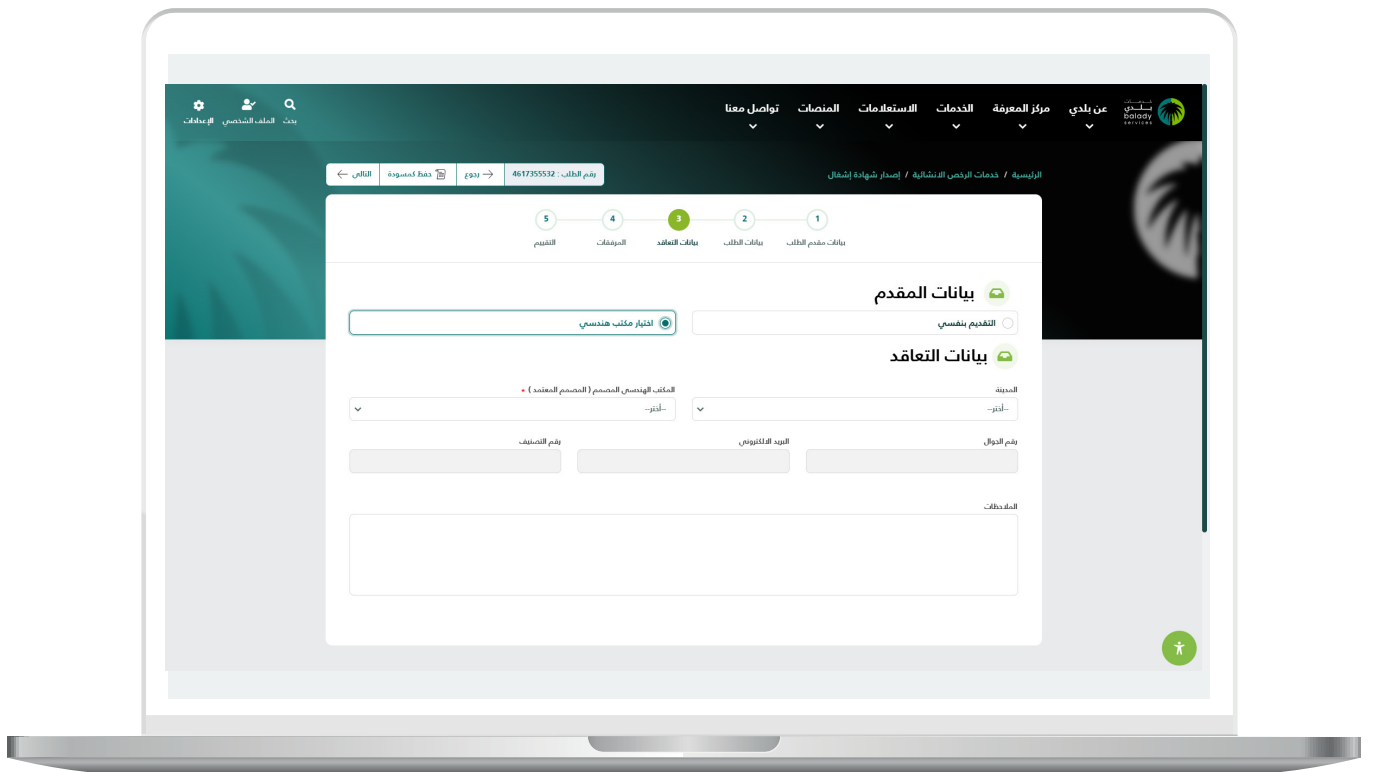 خدمات
بلدي
balady
services
عن بلدي
مركز المعرفة
الخدمات
الاستعلامات
المنصات
تواصل معنا
بحث
الملف الشخصي
الإعدادات
الرئيسية / خدمات الرخص الانشائية / إصدار شهادة إشغال
رقم الطلب : 4617355532
رجوع
حفظ كمسودة
التالي
1
2
3
4
5
بيانات مقدم الطلب
بيانات الطلب
بيانات التعاقد
المرفقات
التقييم
بيانات المقدم
التقديم بنفسي
اختيار مكتب هندسي
بيانات التعاقد
المدينة
المكتب الهندسي المصمم ( المصمم المعتمد ) *
--أختر--
--أختر--
رقم الجوال
البريد الالكتروني
رقم التصنيف
الملاحظات